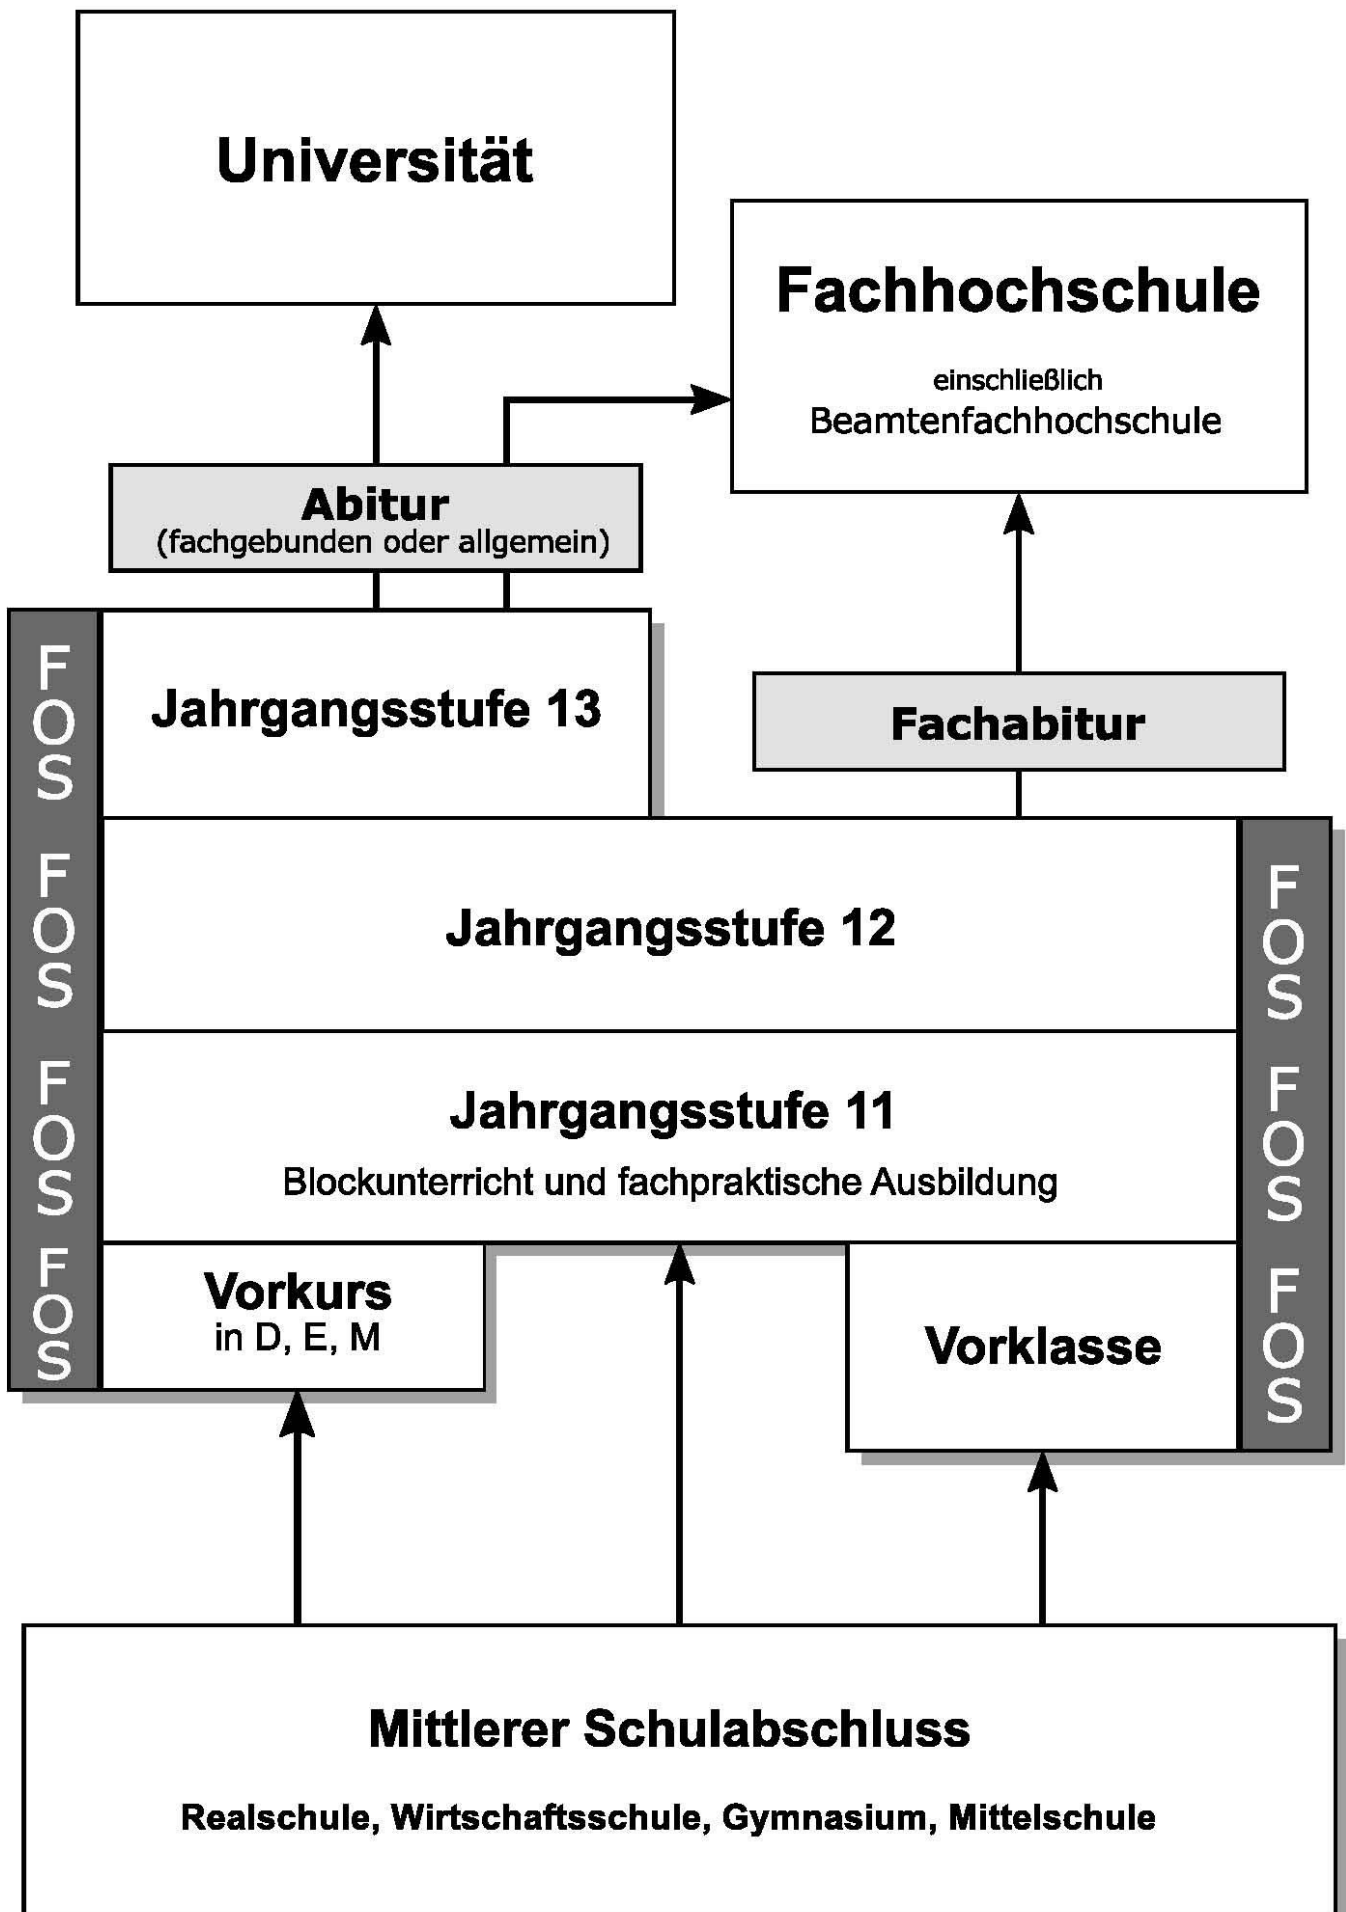 Universität
Fachhochschule
einschließlich
Beamtenfachhochschule
Abitur
(fachgebunden oder allgemein)
Fachabitur
FOS
Jahrgangsstufe 13
FOS
Jahrgangsstufe 12
FOS
FOS
Jahrgangsstufe 11
Blockunterricht und fachpraktische Ausbildung
FOS
FOS
Vorkurs
in D, E, M
Vorklasse
FOS
Mittlerer Schulabschluss
Realschule, Wirtschaftsschule, Gymnasium, Mittelschule